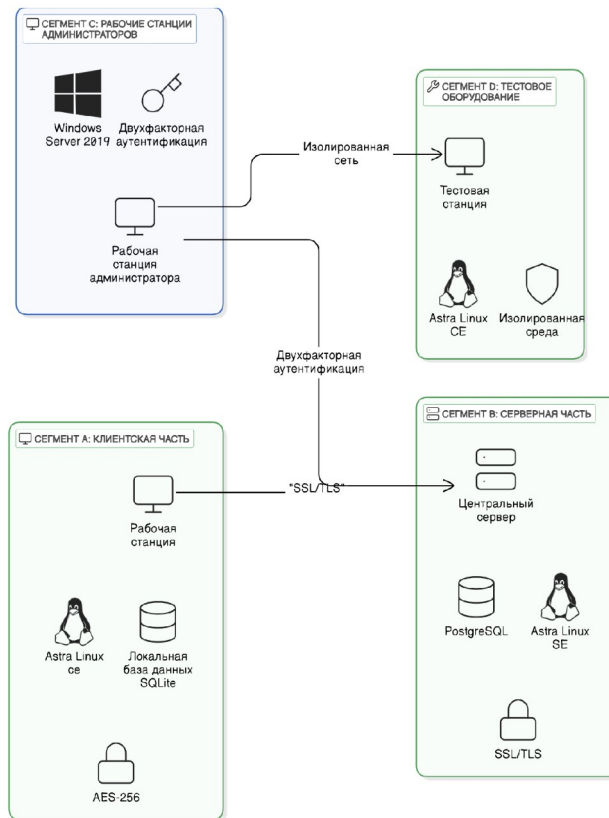 СЕГМЕНТ C: РАБОЧИЕ СТАНЦИИ
АДМИНИСТРАТОРОВ
Windows
Server 2019
Двухфакторная
аутентификация
Рабочая
станция
администратора
Изолированная
сеть
СЕГМЕНТ D: ТЕСТОВОЕ
ОБОРУДОВАНИЕ
Тестовая
станция
Astra Linux
CE
Изолированная
среда
Двухфакторная
аутентификация
СЕГМЕНТ A: КЛИЕНТСКАЯ ЧАСТЬ
Рабочая
станция
"SSL/TLS"
Astra Linux
ce
Локальная
база данных
SQLite
AES-256
СЕГМЕНТ B: СЕРВЕРНАЯ ЧАСТЬ
Центральный
сервер
PostgreSQL
Astra Linux
SE
SSL/TLS